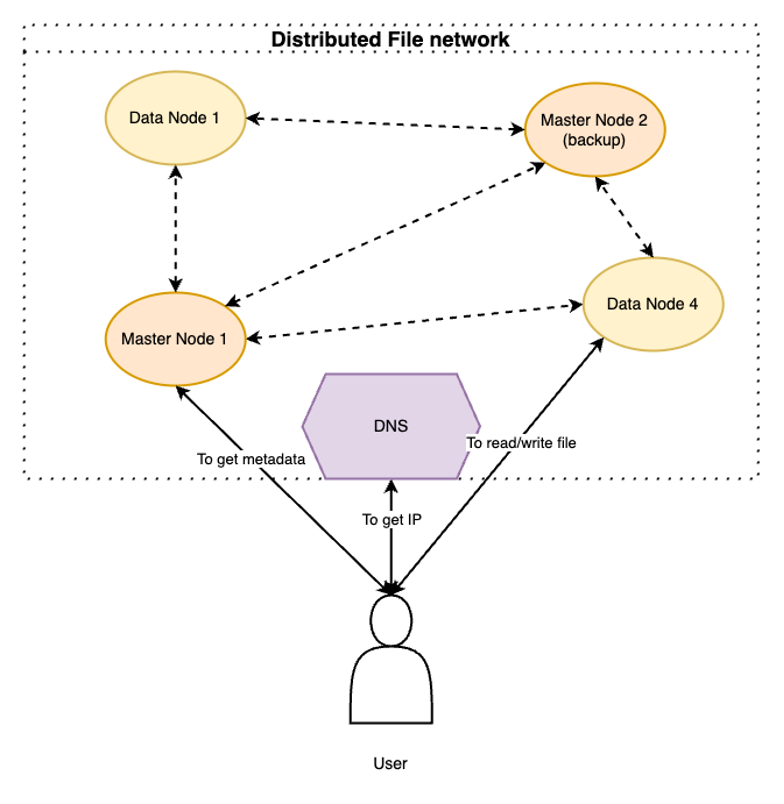 Distributed File network
Data Node 1
Master Node 2
(backup)
Data Node 4
Master Node 1
DNS
To read/write file
To get metadata
To get IP
User